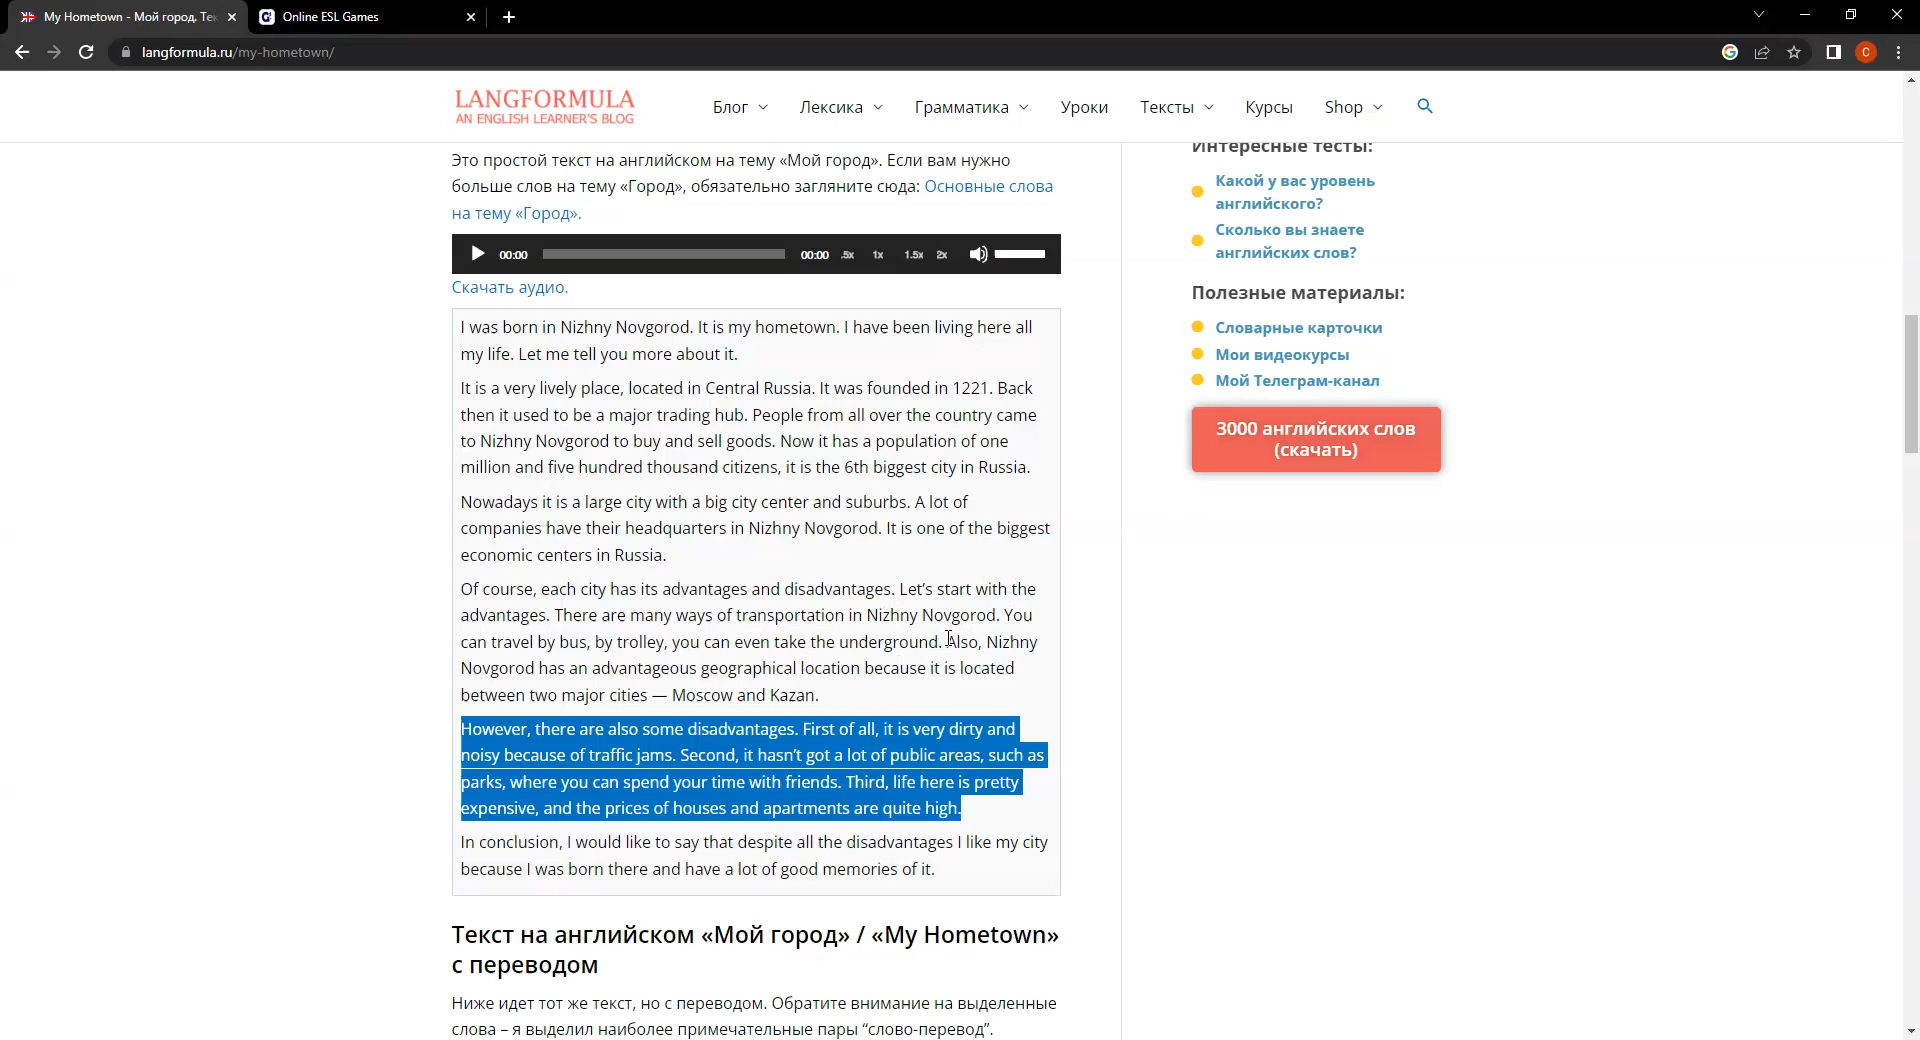 My Hometown - Мой город. Те
Online ESL Games
langformula.ru/my-hometown/
C
LANGFORMULA
AN ENGLISH LEARNER'S BLOG
Блог
Лексика
Грамматика
Уроки
Тексты
Курсы
Shop
Это простой текст на английском на тему «Мой город». Если вам нужно
больше слов на тему «Город», обязательно загляните сюда: Основные слова
на тему «Город».
00:00 00:00 .5x 1x 1.5x 2x
Скачать аудио.
I was born in Nizhny Novgorod. It is my hometown. I have been living here all
my life. Let me tell you more about it.
It is a very lively place, located in Central Russia. It was founded in 1221. Back
then it used to be a major trading hub. People from all over the country came
to Nizhny Novgorod to buy and sell goods. Now it has a population of one
million and five hundred thousand citizens, it is the 6th biggest city in Russia.
Nowadays it is a large city with a big city center and suburbs. A lot of
companies have their headquarters in Nizhny Novgorod. It is one of the biggest
economic centers in Russia.
Of course, each city has its advantages and disadvantages. Let’s start with the
advantages. There are many ways of transportation in Nizhny Novgorod. You
can travel by bus, by trolley, you can even take the underground. Also, Nizhny
Novgorod has an advantageous geographical location because it is located
between two major cities — Moscow and Kazan.
However, there are also some disadvantages. First of all, it is very dirty and
noisy because of traffic jams. Second, it hasn’t got a lot of public areas, such as
parks, where you can spend your time with friends. Third, life here is pretty
expensive, and the prices of houses and apartments are quite high.
In conclusion, I would like to say that despite all the disadvantages I like my city
because I was born there and have a lot of good memories of it.
Текст на английском «Мой город» / «My Hometown»
с переводом
Ниже идет тот же текст, но с переводом. Обратите внимание на выделенные
слова – я выделил наиболее примечательные пары “слово-перевод”.
Интересные тесты:
Какой у вас уровень
английского?
Сколько вы знаете
английских слов?
Полезные материалы:
Словарные карточки
Мои видеокурсы
Мой Телеграм-канал
3000 английских слов
(скачать)